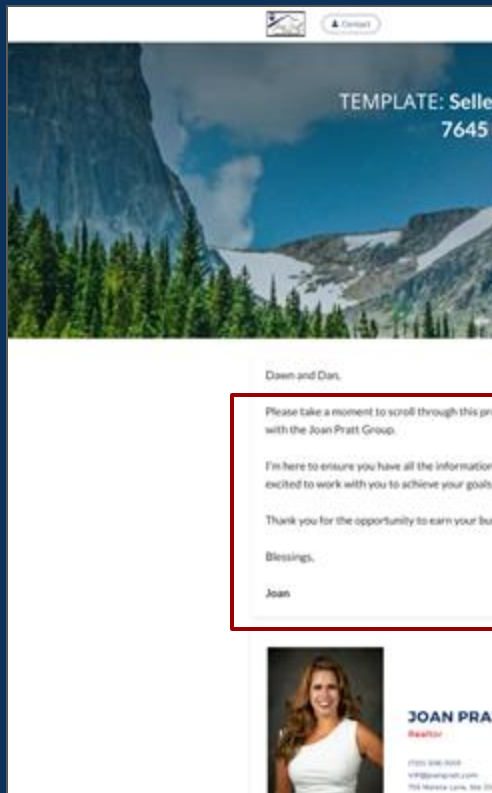 Contact
TEMPLATE: Selle
7645
Dawn and Dan,
Please take a moment to scroll through this pr
with the Joan Pratt Group.
I'm here to ensure you have all the information
excited to work with you to achieve your goals
Thank you for the opportunity to earn your bu
Blessings,
Joan
JOAN PRA
Realtor